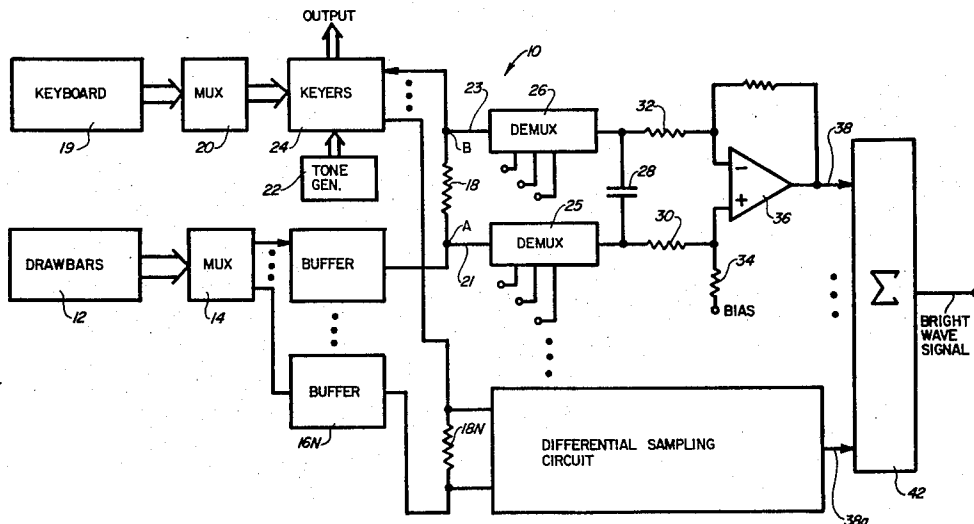 OUTPUT
10
KEYBOARD
19
MUX
20
KEYERS
24
TONE
GEN.
22
23
B
18
A
21
26
DEMUX
25
DEMUX
32
28
30
34
BIAS
-
+
36
38
Σ
BRIGHT
WAVE
SIGNAL
DRAWBARS
12
MUX
14
BUFFER
BUFFER
16N
18N
DIFFERENTIAL SAMPLING
CIRCUIT
38a
42